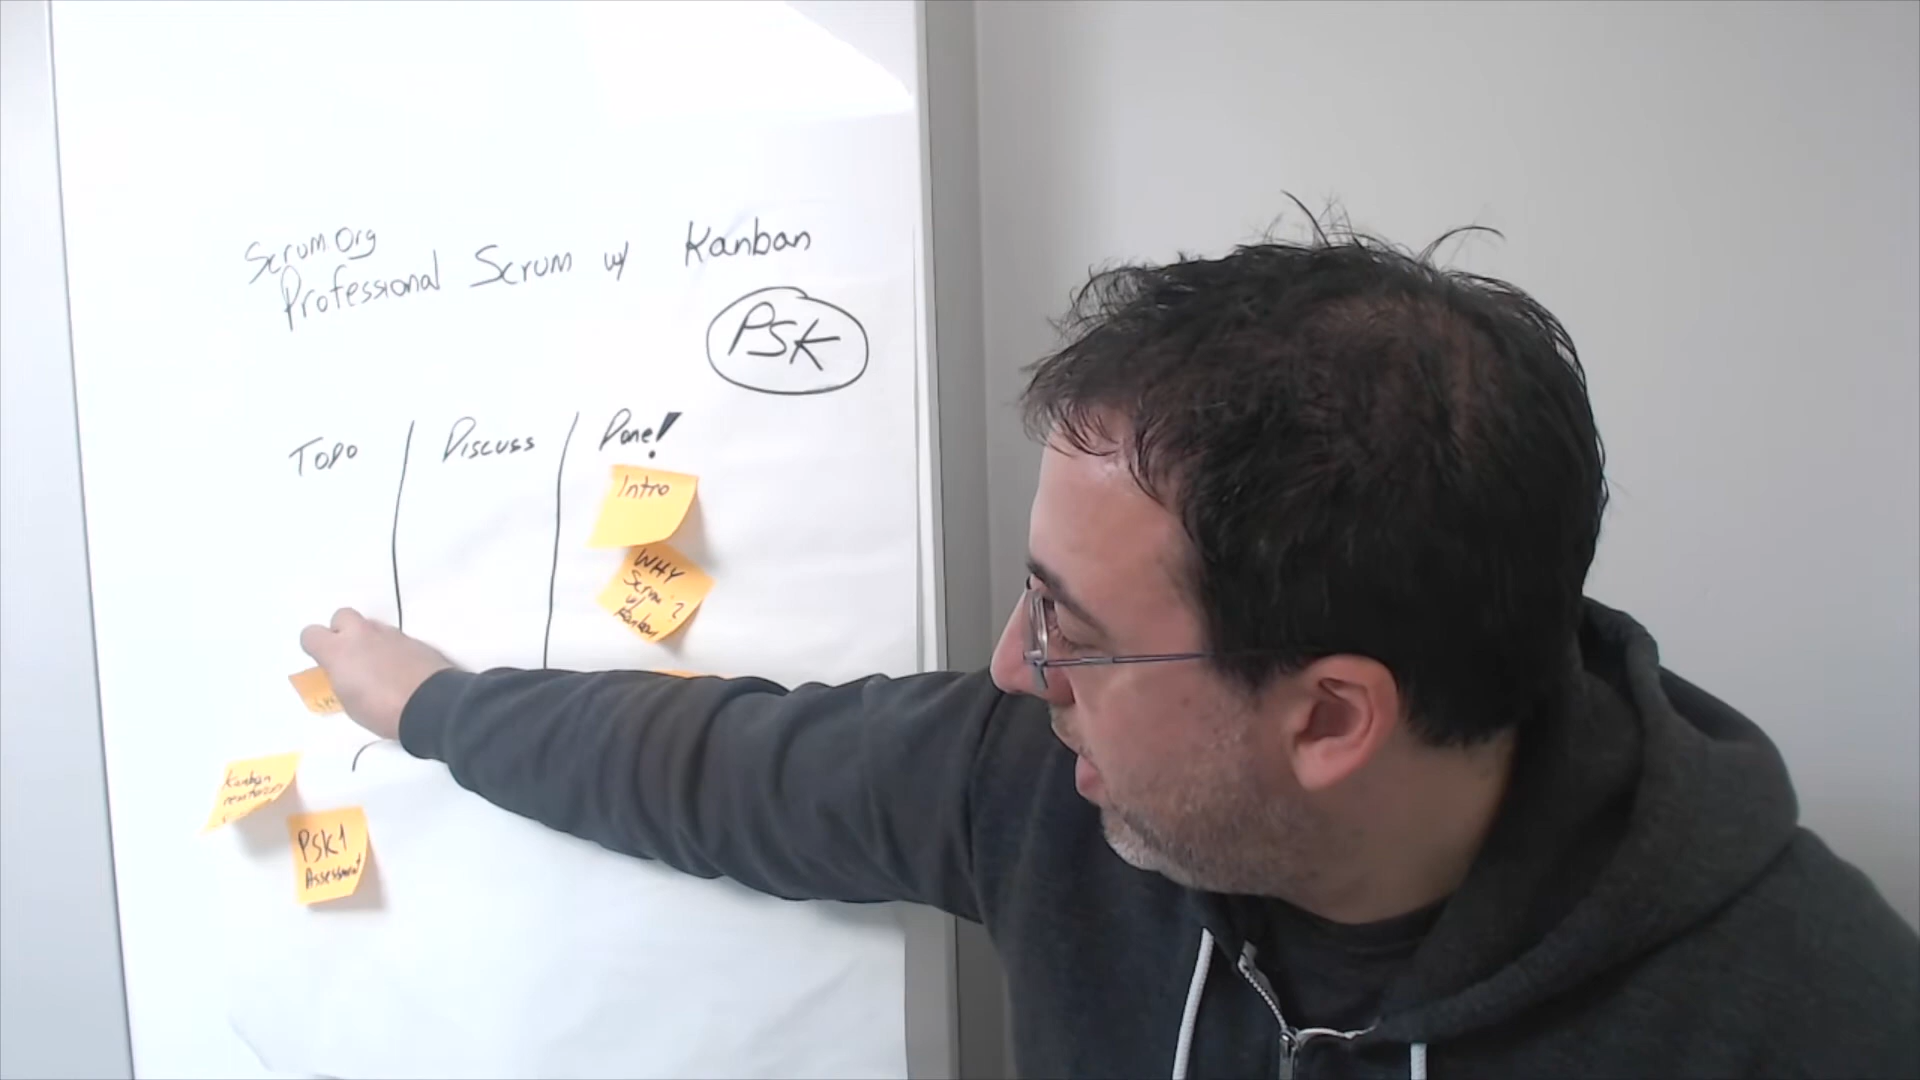 Scrum.Org
Professional Scrum w/ Kanban
PSK
TODO
Discuss
Done!
Intro
WHY
Scrum ?
w/
Kanban
Kanban
PSK1
Assessment